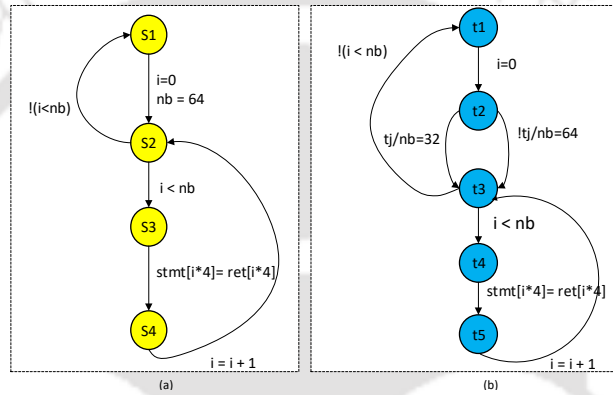 S1
i=0
nb = 64
!(i<nb)
S2
i < nb
S3
stmt[i*4]= ret[i*4]
S4
i = i + 1
(a)
t1
!(i < nb)
i=0
t2
tj/nb=32
!tj/nb=64
t3
i < nb
t4
stmt[i*4]= ret[i*4]
t5
i = i + 1
(b)